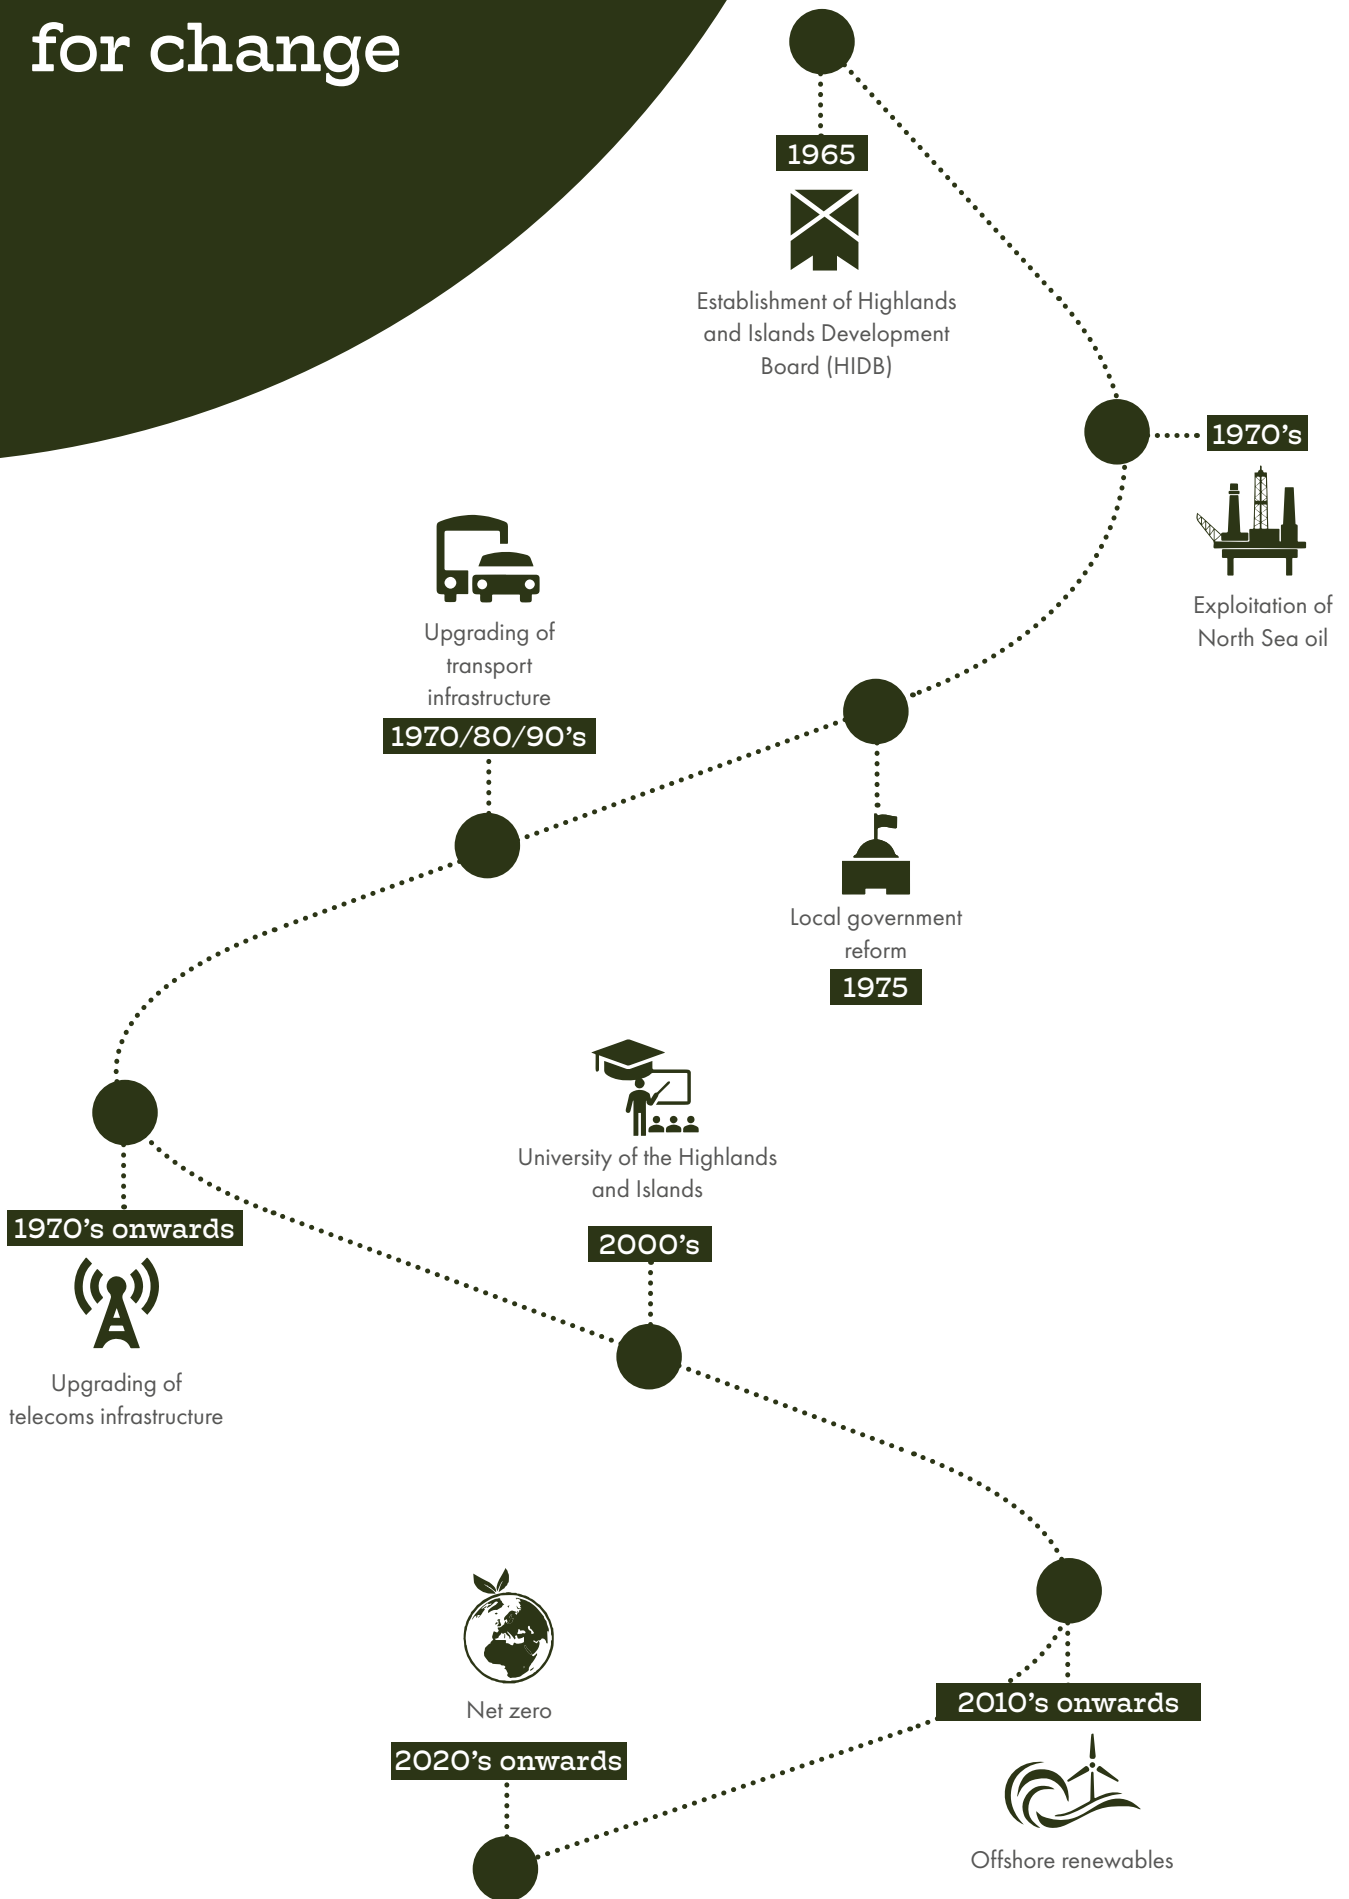 for change
1965
Establishment of Highlands
and Islands Development
Board (HIDB)
1970's
Exploitation of
North Sea oil
Upgrading of
transport
infrastructure
1970/80/90's
Local government
reform
1975
University of the Highlands
and Islands
2000's
1970's onwards
Upgrading of
telecoms infrastructure
Net zero
2020's onwards
2010's onwards
Offshore renewables